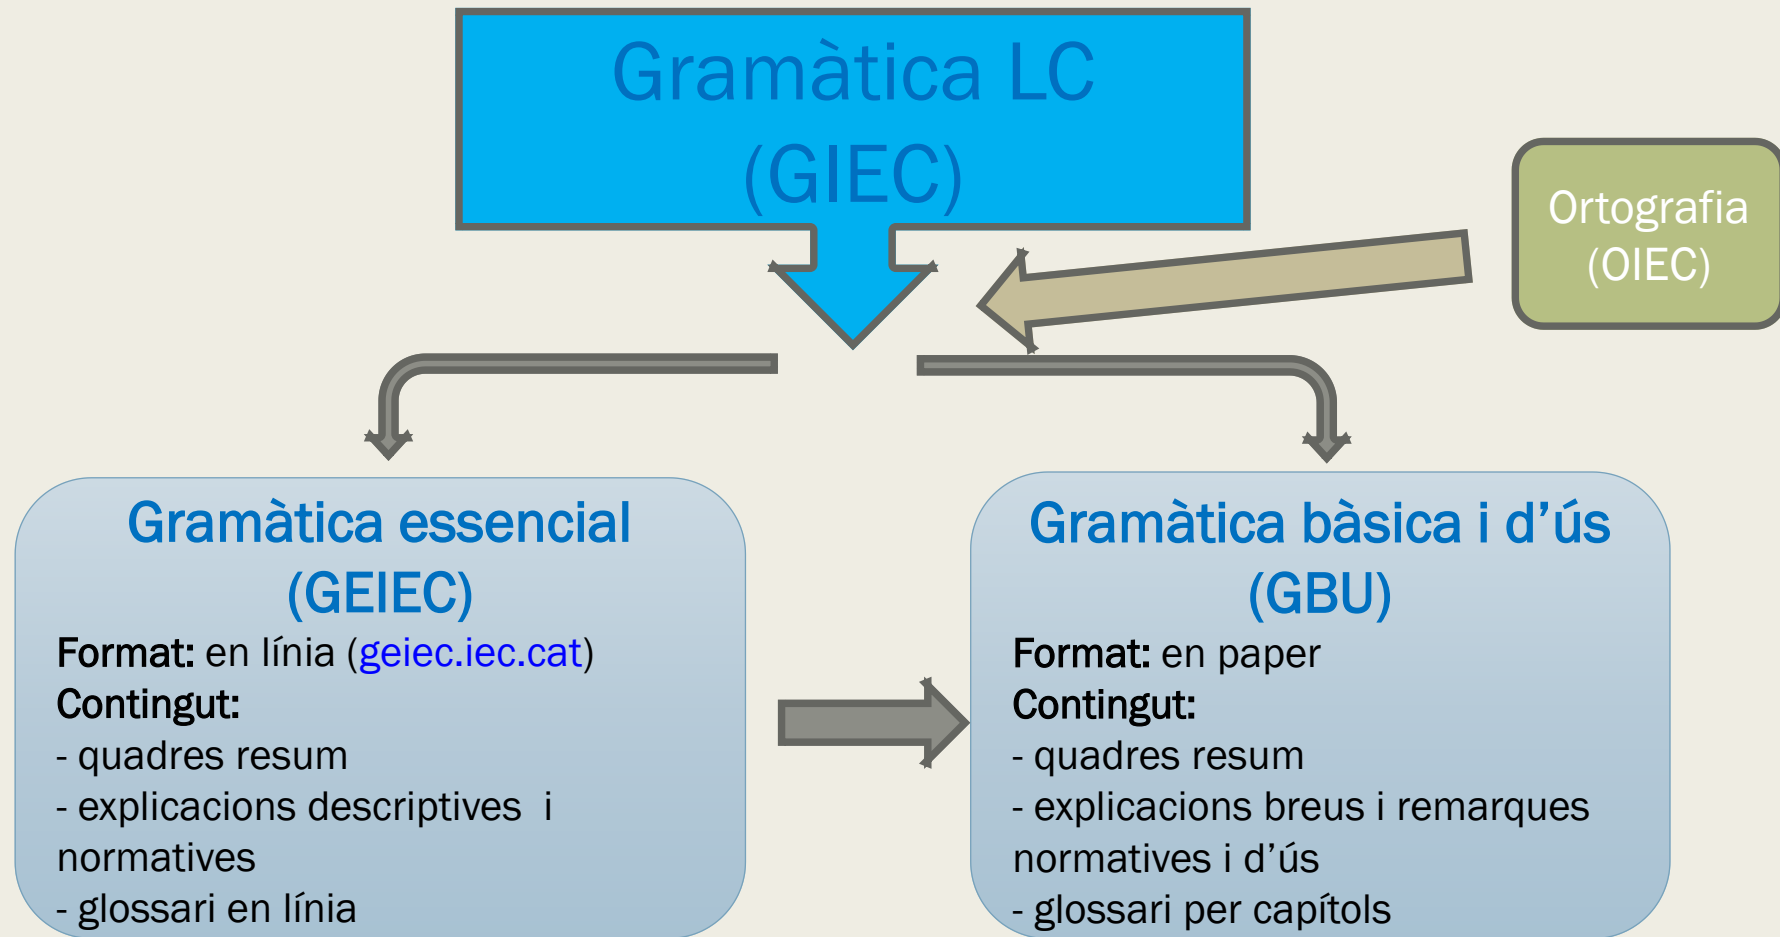 Gramàtica LC
(GIEC)
Ortografia
(OIEC)
Gramàtica essencial
(GEIEC)
Format: en línia (geiec.iec.cat)
Contingut:
- quadres resum
- explicacions descriptives  i
normatives
- glossari en línia
Gramàtica bàsica i d’ús
(GBU)
Format: en paper
Contingut:
- quadres resum
- explicacions breus i remarques
normatives i d’ús
- glossari per capítols